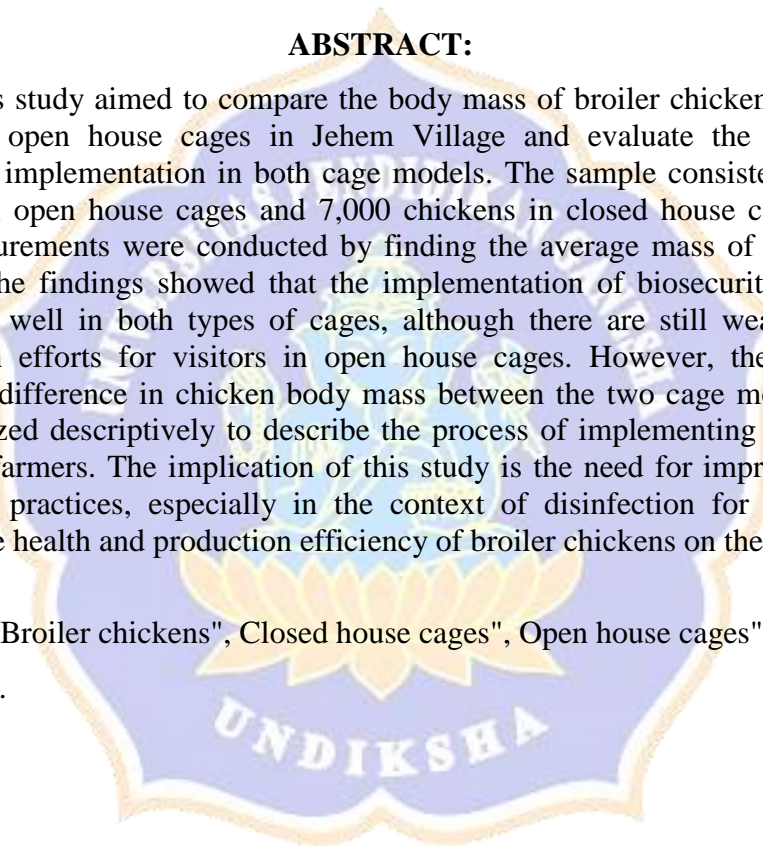 ABSTRACT:
s study aimed to compare the body mass of broiler chicken
open house cages in Jehem Village and evaluate the
implementation in both cage models. The sample consiste
open house cages and 7,000 chickens in closed house c
urements were conducted by finding the average mass of
he findings showed that the implementation of biosecurit
well in both types of cages, although there are still wea
efforts for visitors in open house cages. However, the
difference in chicken body mass between the two cage mo
zed descriptively to describe the process of implementing
farmers. The implication of this study is the need for impr
practices, especially in the context of disinfection for
e health and production efficiency of broiler chickens on the
Broiler chickens", Closed house cages", Open house cages"
.
UNIVERSITAS PENDIDIKAN GANESHA
UNDIKSHA